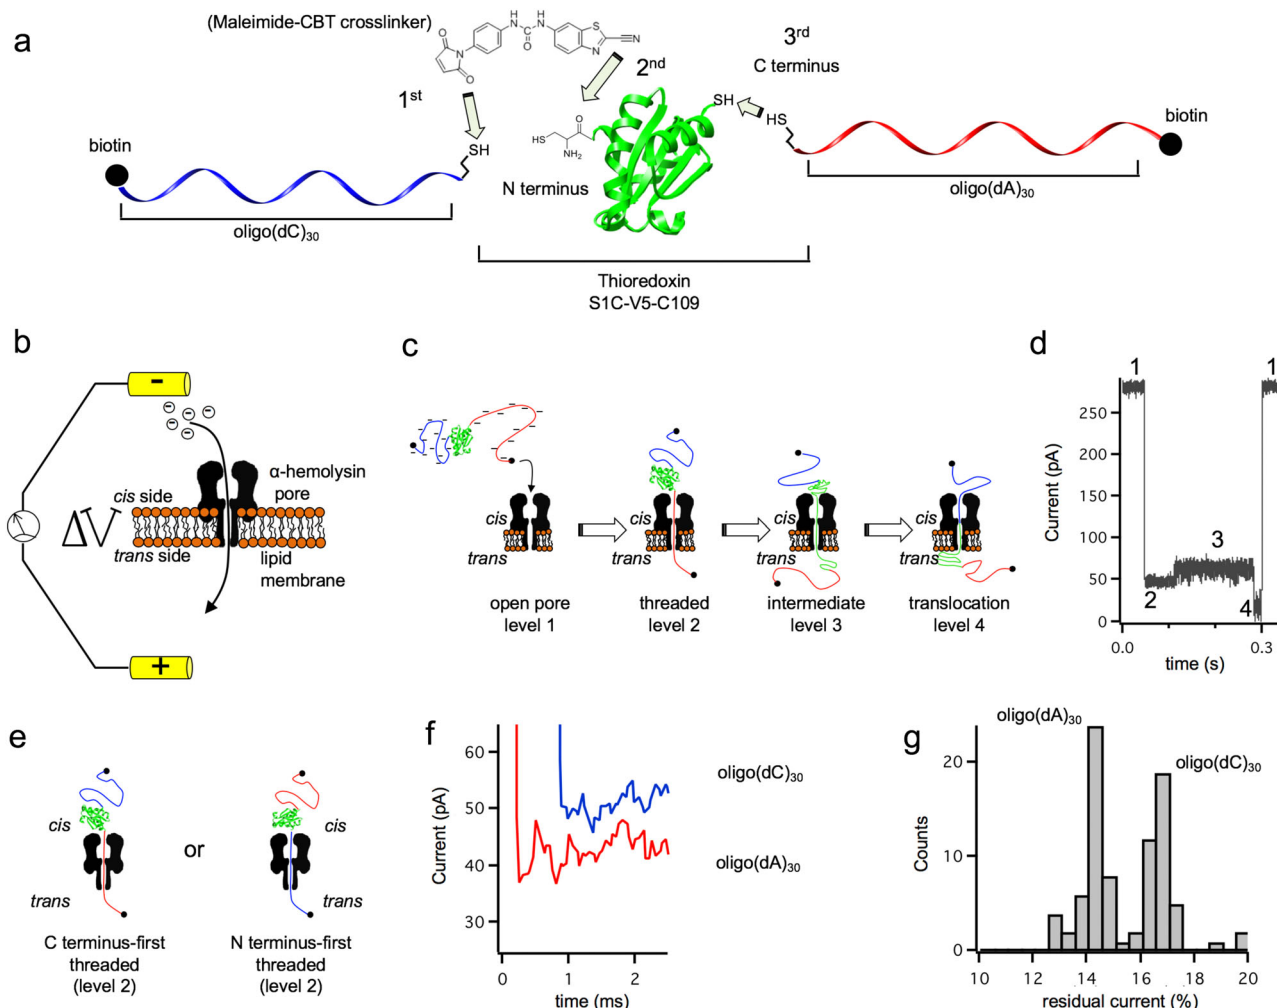 a
(Maleimide-CBT crosslinker)
O
N
O
H
N
O
H
N
S
N
N
1st
2nd
3rd
C terminus
SH
HS
biotin
SH
HS
O
NH2
N terminus
biotin
oligo(dC)30
oligo(dA)30
Thioredoxin
S1C-V5-C109
b
-
ΔV
cis side
trans side
α-hemolysin
pore
lipid
membrane
+
c
cis
trans
open pore
level 1
cis
trans
threaded
level 2
cis
trans
intermediate
level 3
cis
trans
translocation
level 4
d
1
1
2
3
4
Current (pA)
250
200
150
100
50
0
0.0
0.3
time (s)
e
cis
trans
or
cis
trans
C terminus-first
threaded
(level 2)
N terminus-first
threaded
(level 2)
f
Current (pA)
60
50
40
30
0
1
2
time (ms)
oligo(dC)30
oligo(dA)30
g
oligo(dA)30
oligo(dC)30
Counts
20
10
0
10
12
14
16
18
20
residual current (%)